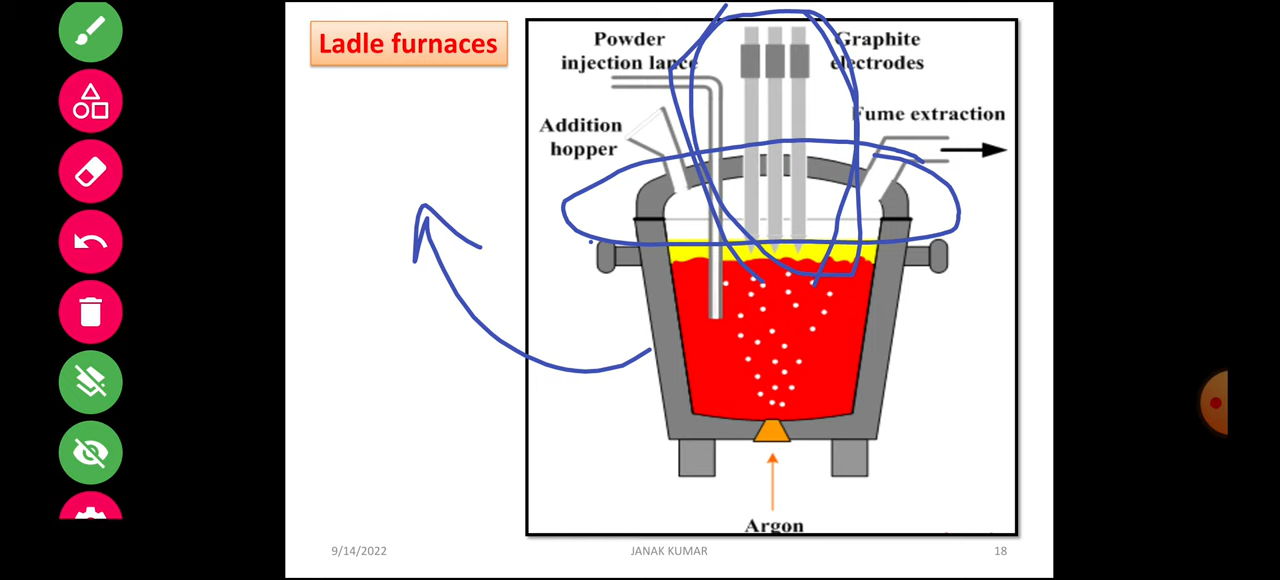 Ladle furnaces
Powder
injection lance
Graphite
electrodes
Addition
hopper
Fume extraction
Argon
9/14/2022
JANAK KUMAR
18